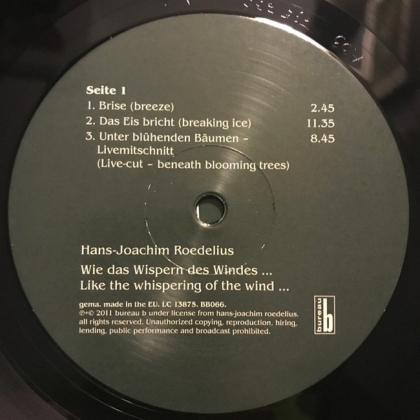 Seite 1
1. Brise (breeze) 2.45
2. Das Eis bricht (breaking ice) 11.35
3. Unter blühenden Bäumen – 8.45
Livemitschnitt
(Live-cut – beneath blooming trees)
Hans-Joachim Roedelius
Wie das Wispern des Windes ...
Like the whispering of the wind ...
gema. made in the EU. LC 13875. BB066.
℗+© 2011 bureau b under license from hans-joachim roedelius.
all rights reserved. Unauthorized copying, reproduction, hiring,
lending, public performance and broadcast prohibited.
bureau b